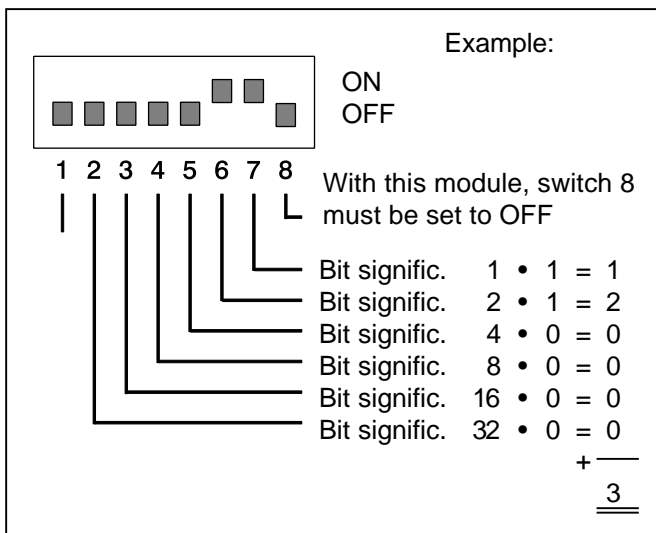 Example:
ON
OFF
1 2 3 4 5 6 7 8
With this module, switch 8
must be set to OFF
Bit signific. 1 • 1 = 1
Bit signific. 2 • 1 = 2
Bit signific. 4 • 0 = 0
Bit signific. 8 • 0 = 0
Bit signific. 16 • 0 = 0
Bit signific. 32 • 0 = 0
+
3